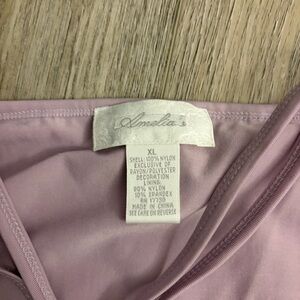 Amelia's
XL
SHELL: 100% NYLON
EXCLUSIVE OF
RAYON/POLYESTER
DECORATION
LINING:
90% NYLON
10% SPANDEX
RN 17730
MADE IN CHINA
SEE CARE ON REVERSE